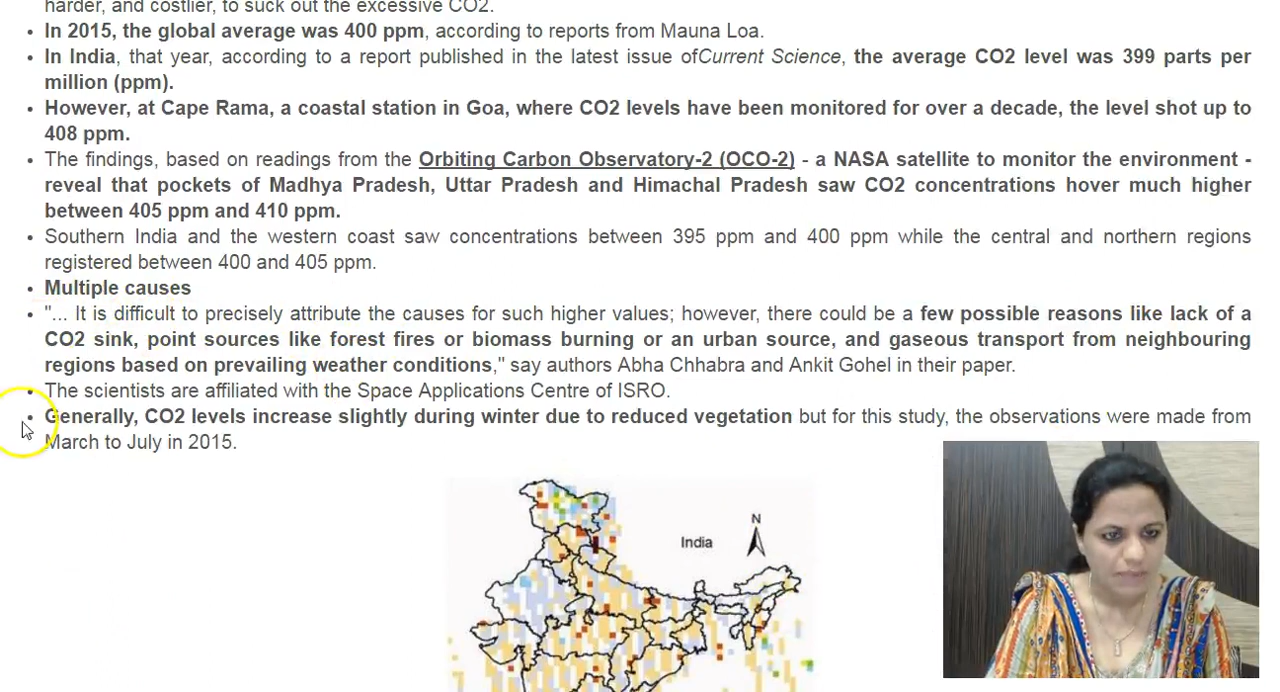 harder, and costlier, to suck out the excessive CO2.
• In 2015, the global average was 400 ppm, according to reports from Mauna Loa.
• In India, that year, according to a report published in the latest issue ofCurrent Science, the average CO2 level was 399 parts per
million (ppm).
• However, at Cape Rama, a coastal station in Goa, where CO2 levels have been monitored for over a decade, the level shot up to
408 ppm.
• The findings, based on readings from the Orbiting Carbon Observatory-2 (OCO-2) - a NASA satellite to monitor the environment -
reveal that pockets of Madhya Pradesh, Uttar Pradesh and Himachal Pradesh saw CO2 concentrations hover much higher
between 405 ppm and 410 ppm.
• Southern India and the western coast saw concentrations between 395 ppm and 400 ppm while the central and northern regions
registered between 400 and 405 ppm.
• Multiple causes
• "... It is difficult to precisely attribute the causes for such higher values; however, there could be a few possible reasons like lack of a
CO2 sink, point sources like forest fires or biomass burning or an urban source, and gaseous transport from neighbouring
regions based on prevailing weather conditions," say authors Abha Chhabra and Ankit Gohel in their paper.
• The scientists are affiliated with the Space Applications Centre of ISRO.
• Generally, CO2 levels increase slightly during winter due to reduced vegetation but for this study, the observations were made from
March to July in 2015.
N
India